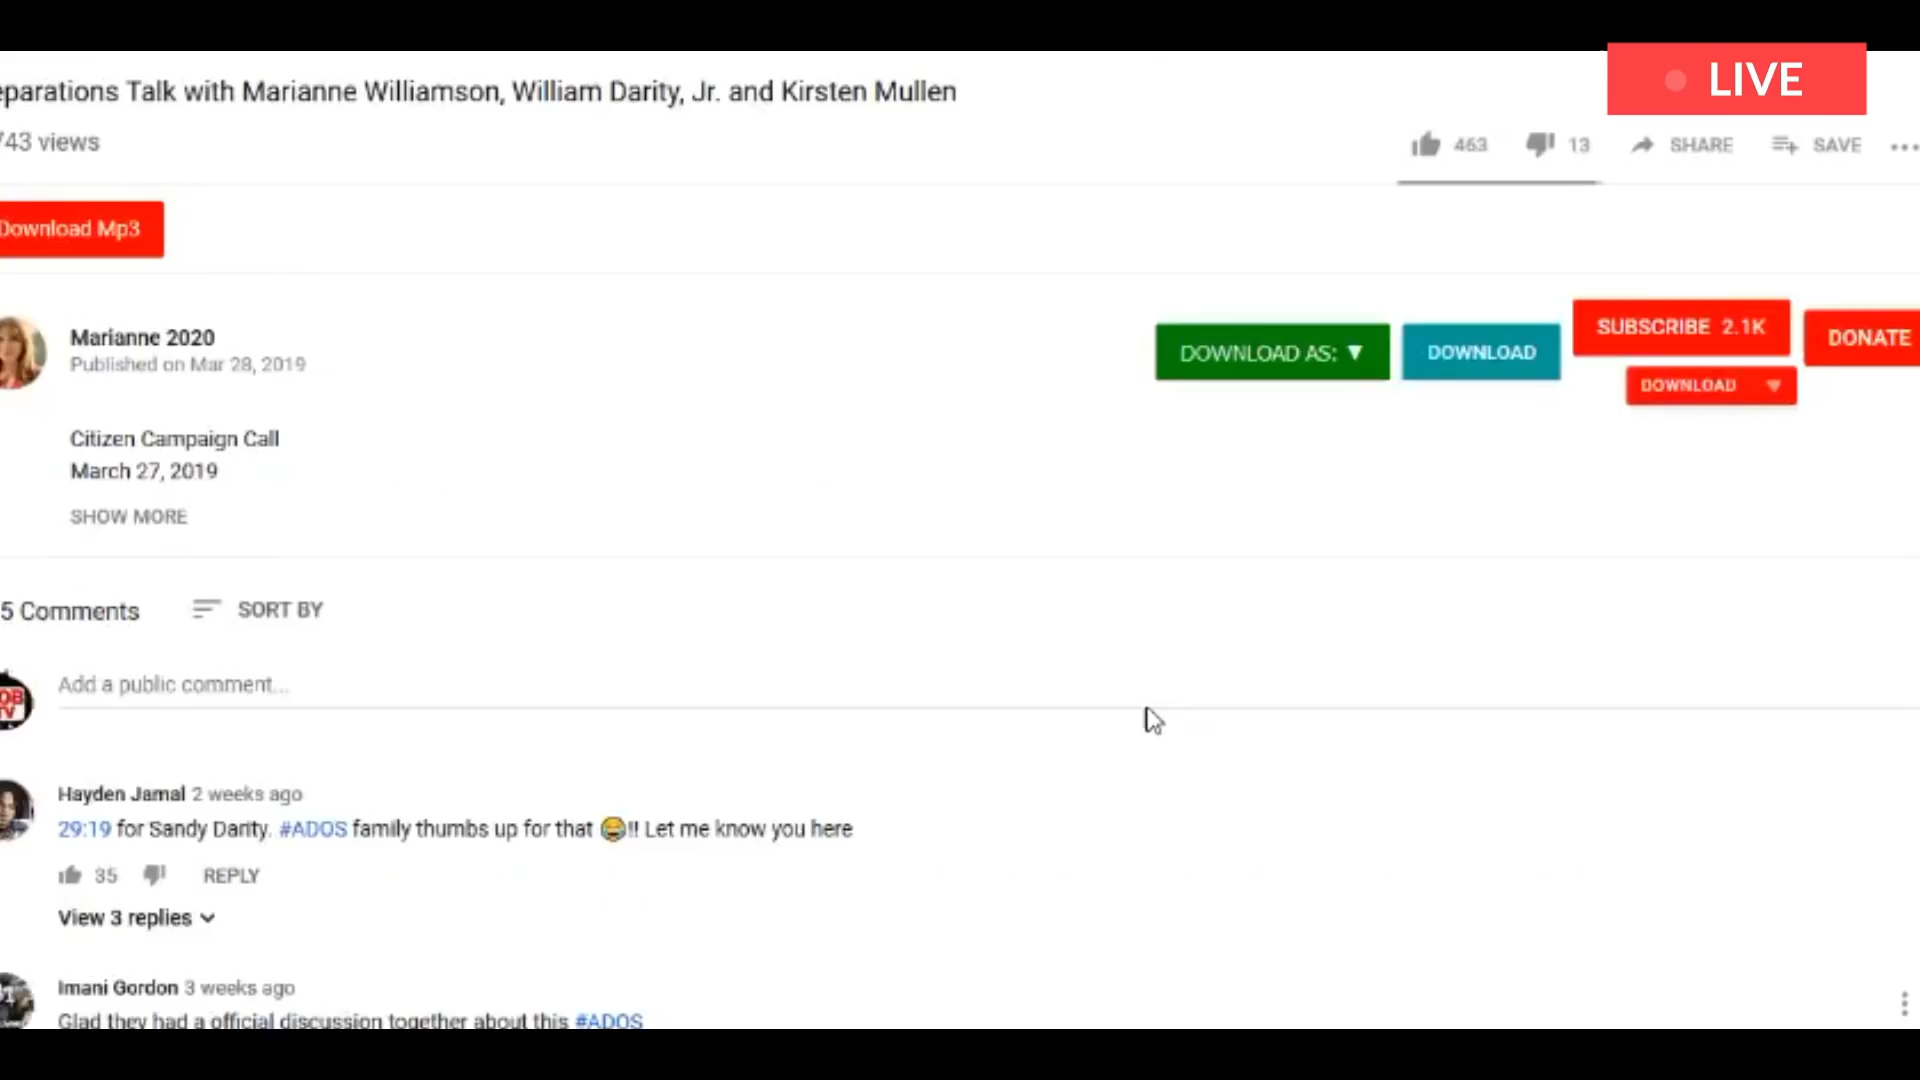 LIVE
eparations Talk with Marianne Williamson, William Darity, Jr. and Kirsten Mullen
743 views
463 13 SHARE SAVE
Download Mp3
Marianne 2020
Published on Mar 28, 2019
DOWNLOAD AS: ▼ DOWNLOAD SUBSCRIBE 2.1K DONATE
DOWNLOAD
Citizen Campaign Call
March 27, 2019
SHOW MORE
5 Comments SORT BY
Add a public comment...
OB
TV
Hayden Jamal 2 weeks ago
29:19 for Sandy Darity. #ADOS family thumbs up for that 😂!! Let me know you here
35 REPLY
View 3 replies
Imani Gordon 3 weeks ago
Glad they had a official discussion together about this #ADOS